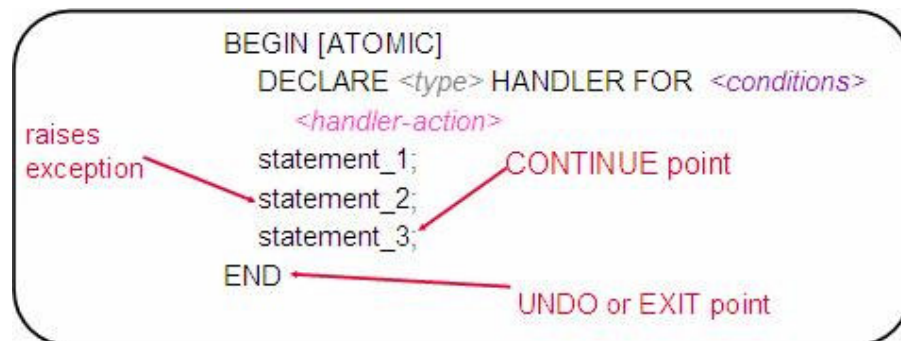 BEGIN [ATOMIC]
DECLARE <type> HANDLER FOR <conditions>
<handler-action>
raises
exception
statement_1;
CONTINUE point
statement_2;
statement_3;
END
UNDO or EXIT point